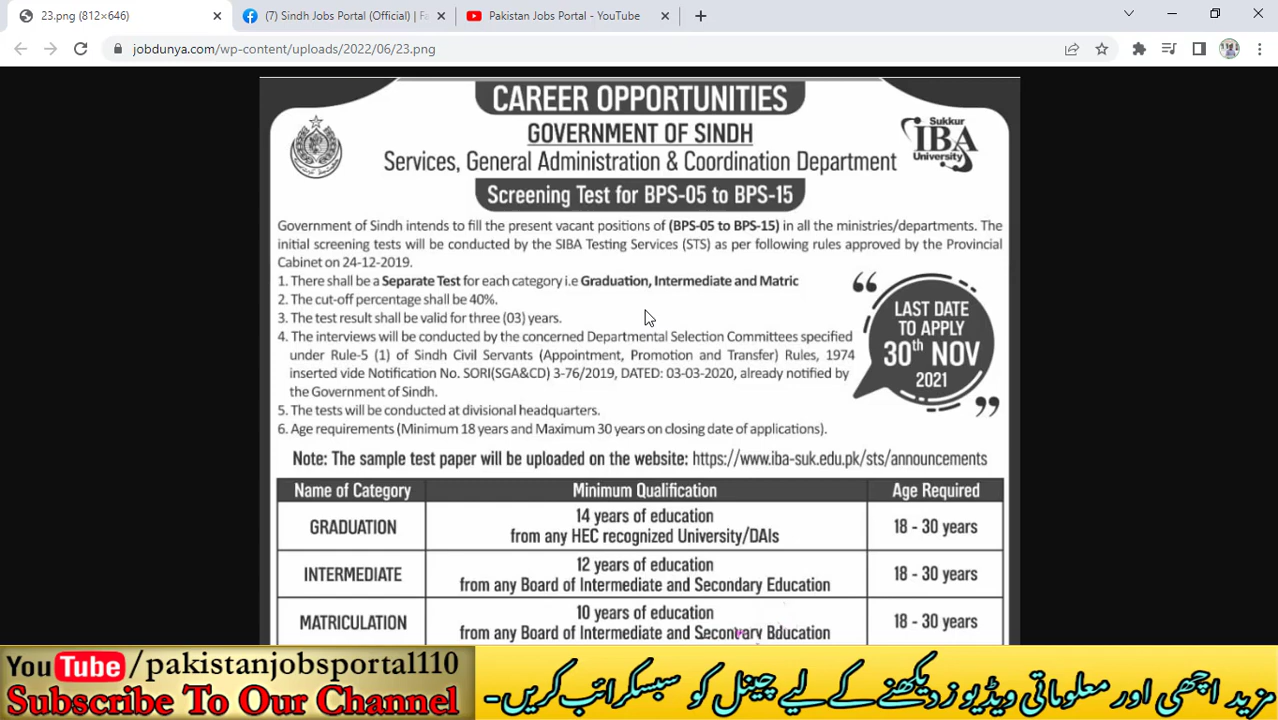 23.png (812×646)
(7) Sindh Jobs Portal (Official) | Fa
Pakistan Jobs Portal - YouTube
jobdunya.com/wp-content/uploads/2022/06/23.png
CAREER OPPORTUNITIES
GOVERNMENT OF SINDH
Services, General Administration & Coordination Department
Sukkur
IBA
University
Screening Test for BPS-05 to BPS-15
Government of Sindh intends to fill the present vacant positions of (BPS-05 to BPS-15) in all the ministries/departments. The
initial screening tests will be conducted by the SIBA Testing Services (STS) as per following rules approved by the Provincial
Cabinet on 24-12-2019.
1. There shall be a Separate Test for each category i.e Graduation, Intermediate and Matric
2. The cut-off percentage shall be 40%.
3. The test result shall be valid for three (03) years.
4. The interviews will be conducted by the concerned Departmental Selection Committees specified
under Rule-5 (1) of Sindh Civil Servants (Appointment, Promotion and Transfer) Rules, 1974
inserted vide Notification No. SORI(SGA&CD) 3-76/2019, DATED: 03-03-2020, already notified by
the Government of Sindh.
5. The tests will be conducted at divisional headquarters.
6. Age requirements (Minimum 18 years and Maximum 30 years on closing date of applications).
“
LAST DATE
TO APPLY
30th NOV
2021
”
Note: The sample test paper will be uploaded on the website: https://www.iba-suk.edu.pk/sts/announcements
Name of Category Minimum Qualification Age Required
GRADUATION 14 years of education
from any HEC recognized University/DAIs 18 - 30 years
INTERMEDIATE 12 years of education
from any Board of Intermediate and Secondary Education 18 - 30 years
MATRICULATION 10 years of education
from any Board of Intermediate and Education 18 - 30 years
YouTube/pakistanjobsportal110
Subscribe To Our Channel
مزید اچھی اور معلوماتی ویڈیوز دیکھنے کے لیے چینل کو سبسکرائب کریں۔